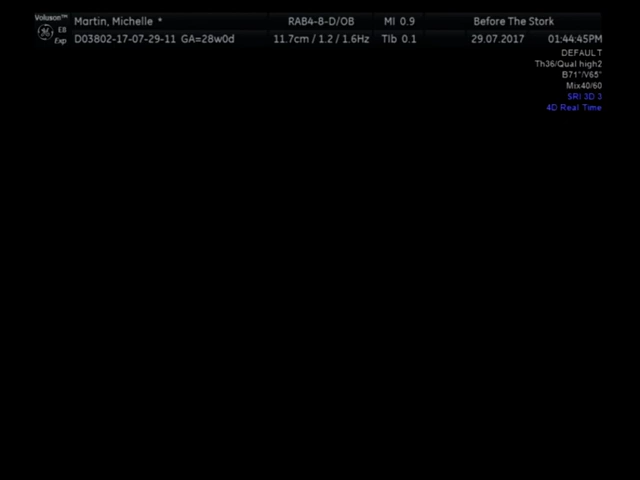 Voluson™ Martin, Michelle * RAB4-8-D/OB MI 0.9 Before The Stork
E8
Exp D03802-17-07-29-11 GA=28w0d 11.7cm / 1.2 / 1.6Hz TIb 0.1 29.07.2017 01:44:45PM
DEFAULT
Th36/Qual high2
B71°/V65°
Mix40/60
SRI 3D 3
4D Real Time